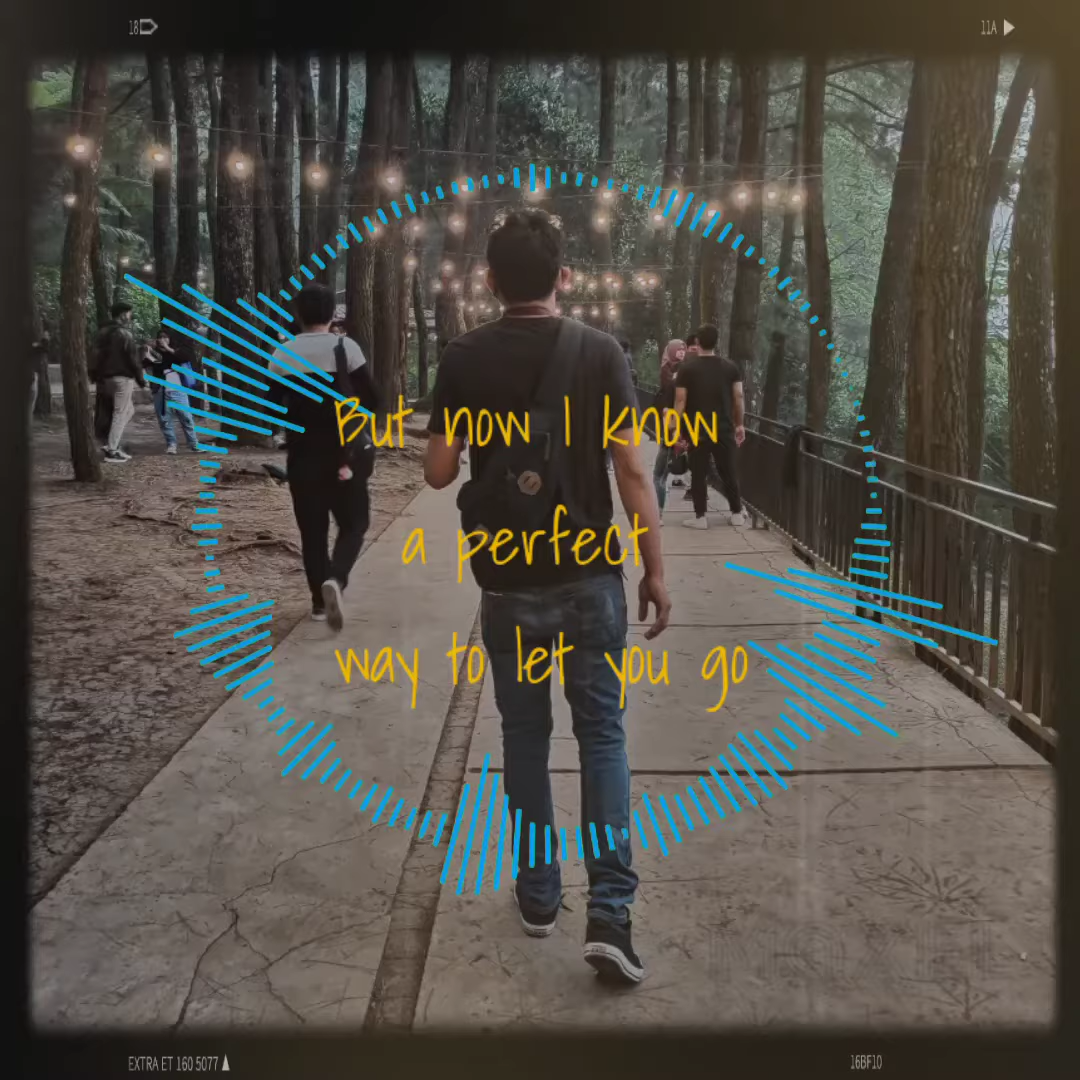 18
11A
But now I know
a perfect
way to let you go
EXTRA ET 160 5077
16BF10